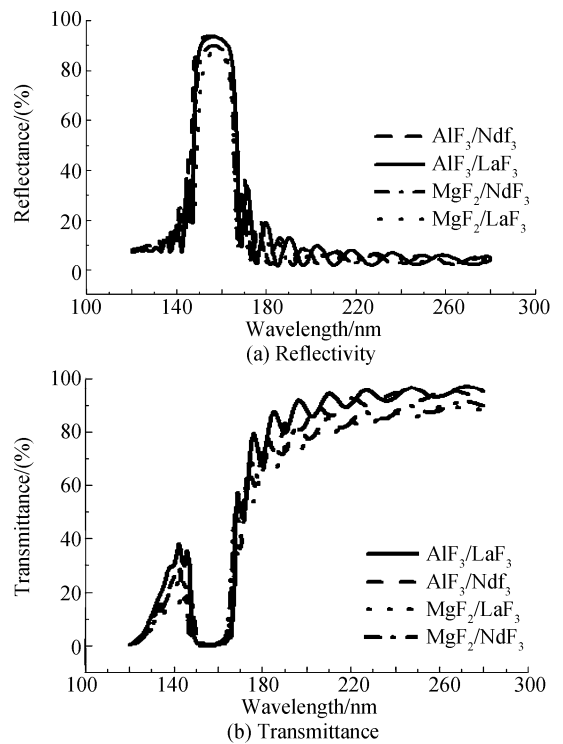 100
80
60
40
20
0
Reflectance/(%)
AlF₃/Ndf₃
AlF₃/LaF₃
MgF₂/NdF₃
MgF₂/LaF₃
100 140 180 220 260 300
Wavelength/nm
(a) Reflectivity
100
80
60
40
20
0
Transmittance/(%)
AlF₃/LaF₃
AlF₃/Ndf₃
MgF₂/LaF₃
MgF₂/NdF₃
100 140 180 220 260 300
Wavelength/nm
(b) Transmittance